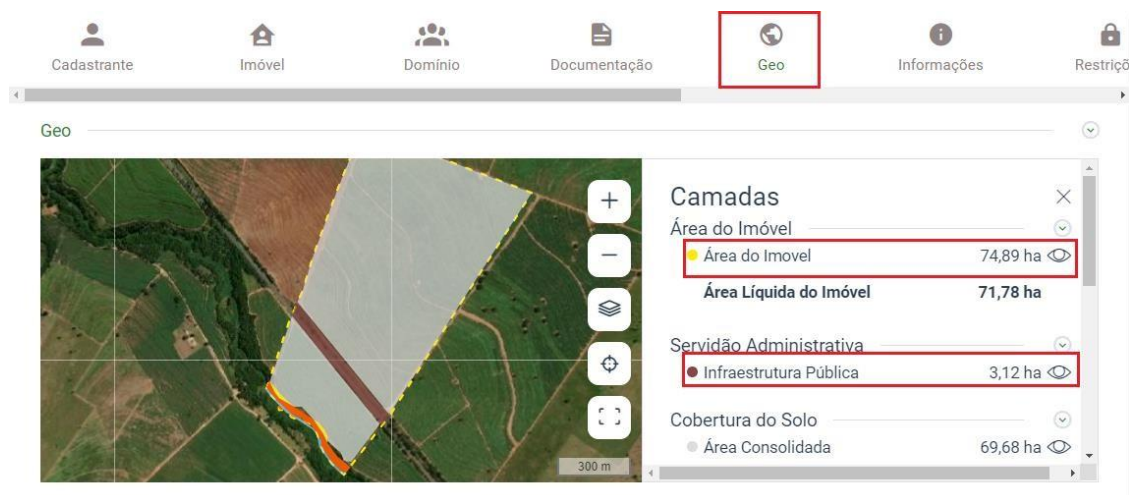 Cadastrante
Imóvel
Domínio
Documentação
Geo
Informações
Restriçõ
Geo
Camadas
Área do Imóvel
Área do Imovel 74,89 ha
Área Líquida do Imóvel 71,78 ha
Servidão Administrativa
Infraestrutura Pública 3,12 ha
Cobertura do Solo
Área Consolidada 69,68 ha
300 m